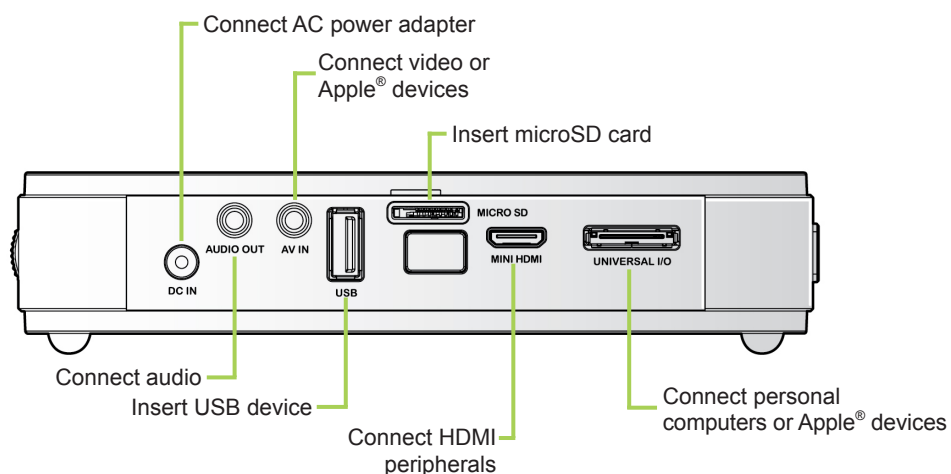 Connect AC power adapter
Connect video or
Apple® devices
Insert microSD card
MICRO SD
AUDIO OUT
AV IN
MINI HDMI
UNIVERSAL I/O
DC IN
USB
Connect audio
Insert USB device
Connect HDMI
peripherals
Connect personal
computers or Apple® devices